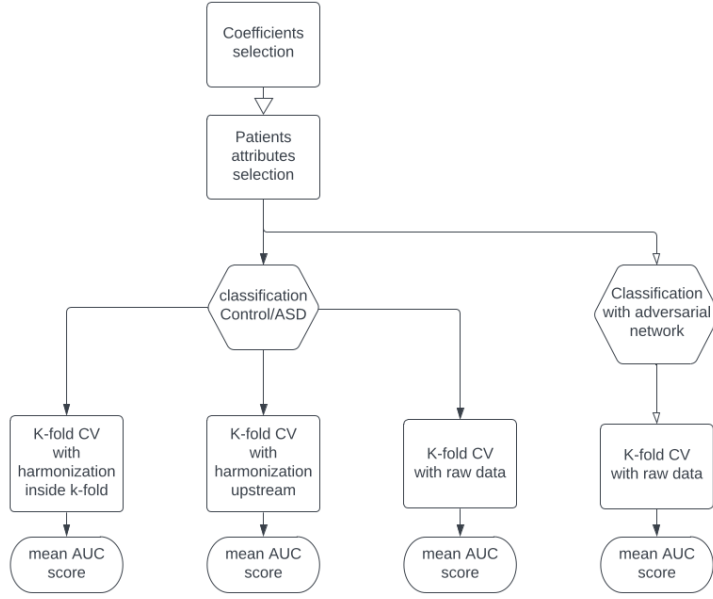 Coefficients
selection
Patients
attributes
selection
classification
Control/ASD
Classification
with adversarial
network
K-fold CV
with
harmonization
inside k-fold
K-fold CV
with
harmonization
upstream
K-fold CV
with raw data
K-fold CV
with raw data
mean AUC
score
mean AUC
score
mean AUC
score
mean AUC
score